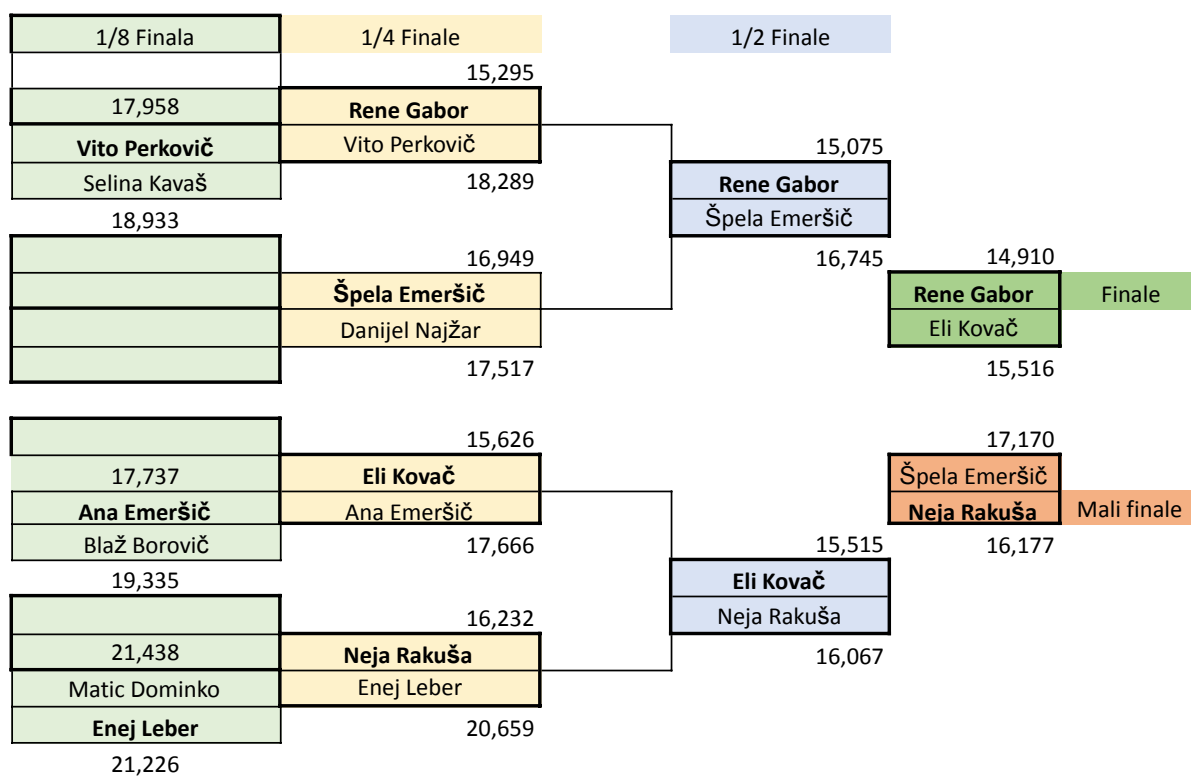 1/8 Finala 1/4 Finale 1/2 Finale
15,295
17,958 Rene Gabor
Vito Perkovič Vito Perkovič 15,075
Selina Kavaš 18,289 Rene Gabor
18,933 Špela Emeršič
16,949 16,745 14,910
Špela Emeršič Rene Gabor Finale
Danijel Najžar Eli Kovač
17,517 15,516
15,626 17,170
17,737 Eli Kovač Špela Emeršič
Ana Emeršič Ana Emeršič Neja Rakuša Mali finale
Blaž Borovič 17,666 15,515 16,177
19,335 Eli Kovač
16,232 Neja Rakuša
21,438 Neja Rakuša 16,067
Matic Dominko Enej Leber
Enej Leber 20,659
21,226